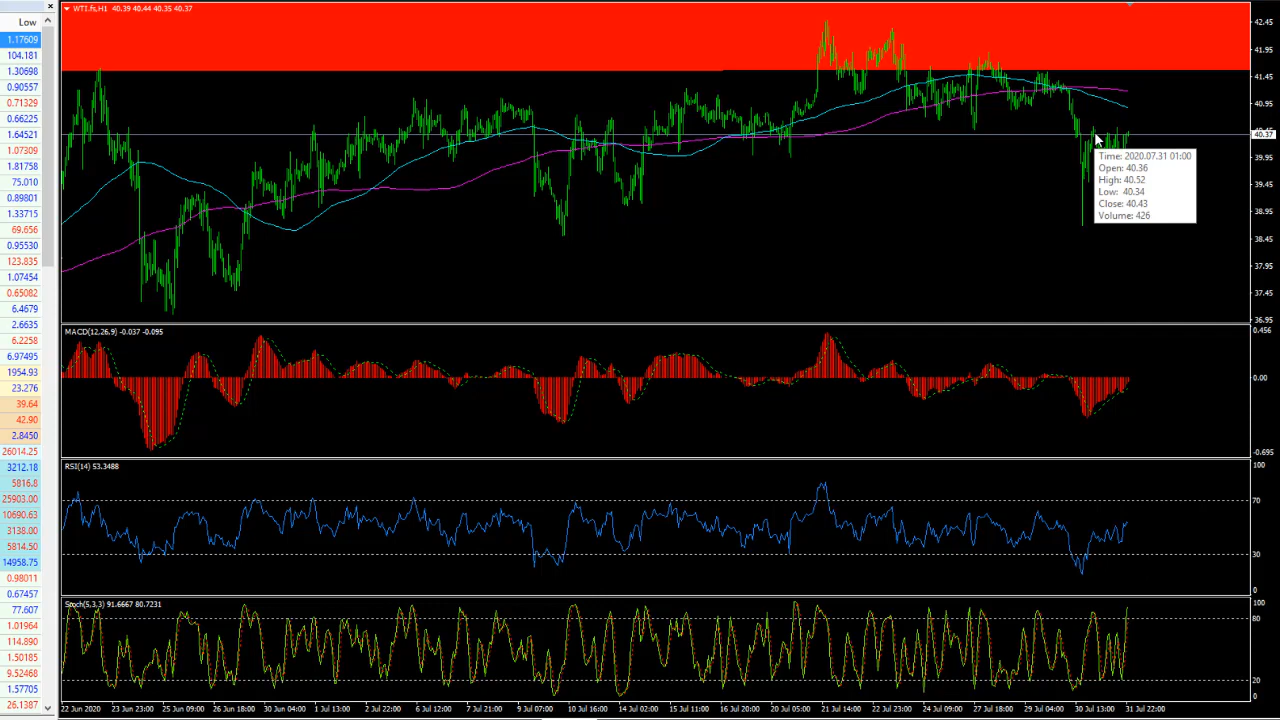 Low
1.17609
104.181
1.30698
0.90557
0.71329
0.66225
1.64521
1.07309
1.81758
75.010
0.89801
1.33715
69.656
0.95530
123.835
1.07454
0.65082
6.4679
2.6635
6.2258
6.97495
1954.93
23.276
39.64
42.90
2.8450
26014.25
3212.18
5816.8
25903.00
10690.63
3138.00
5814.50
14958.75
0.98011
0.67457
77.607
1.01964
114.890
1.50185
9.52468
1.57705
26.1387
WTI.fs,H1 40.39 40.44 40.35 40.37
42.45
41.95
41.45
40.95
40.37
39.95
39.45
38.95
38.45
37.95
37.45
36.95
Time: 2020.07.31 01:00
Open: 40.36
High: 40.52
Low: 40.34
Close: 40.43
Volume: 426
MACD(12,26,9) -0.037 -0.095
0.456
0.00
-0.695
RSI(14) 53.3488
100
70
30
0
Stoch(5,3,3) 91.6667 80.7231
100
80
20
0
22 Jun 2020
23 Jun 23:00
25 Jun 09:00
26 Jun 18:00
30 Jun 04:00
1 Jul 13:00
2 Jul 22:00
6 Jul 12:00
7 Jul 21:00
9 Jul 07:00
10 Jul 16:00
14 Jul 02:00
15 Jul 11:00
16 Jul 20:00
20 Jul 05:00
21 Jul 14:00
22 Jul 23:00
24 Jul 09:00
27 Jul 18:00
29 Jul 04:00
30 Jul 13:00
31 Jul 22:00